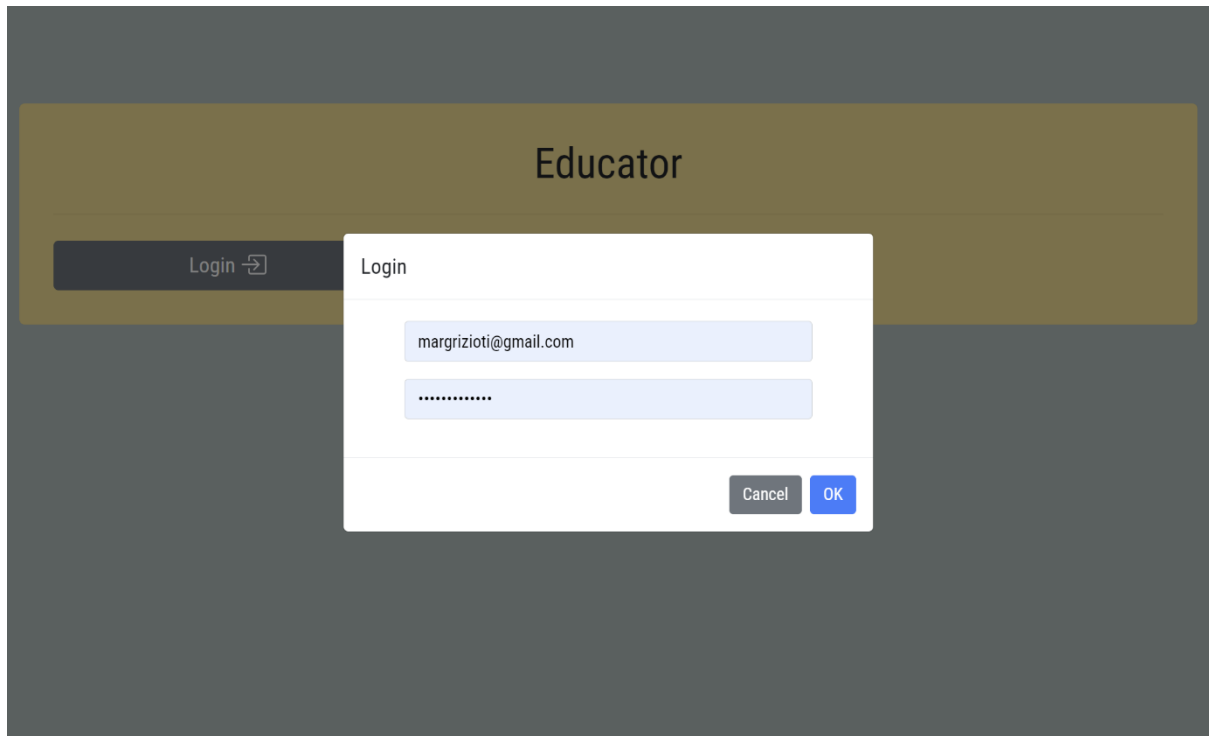 Educator
Login
Login
margrizioti@gmail.com
•••••••••••••
Cancel OK